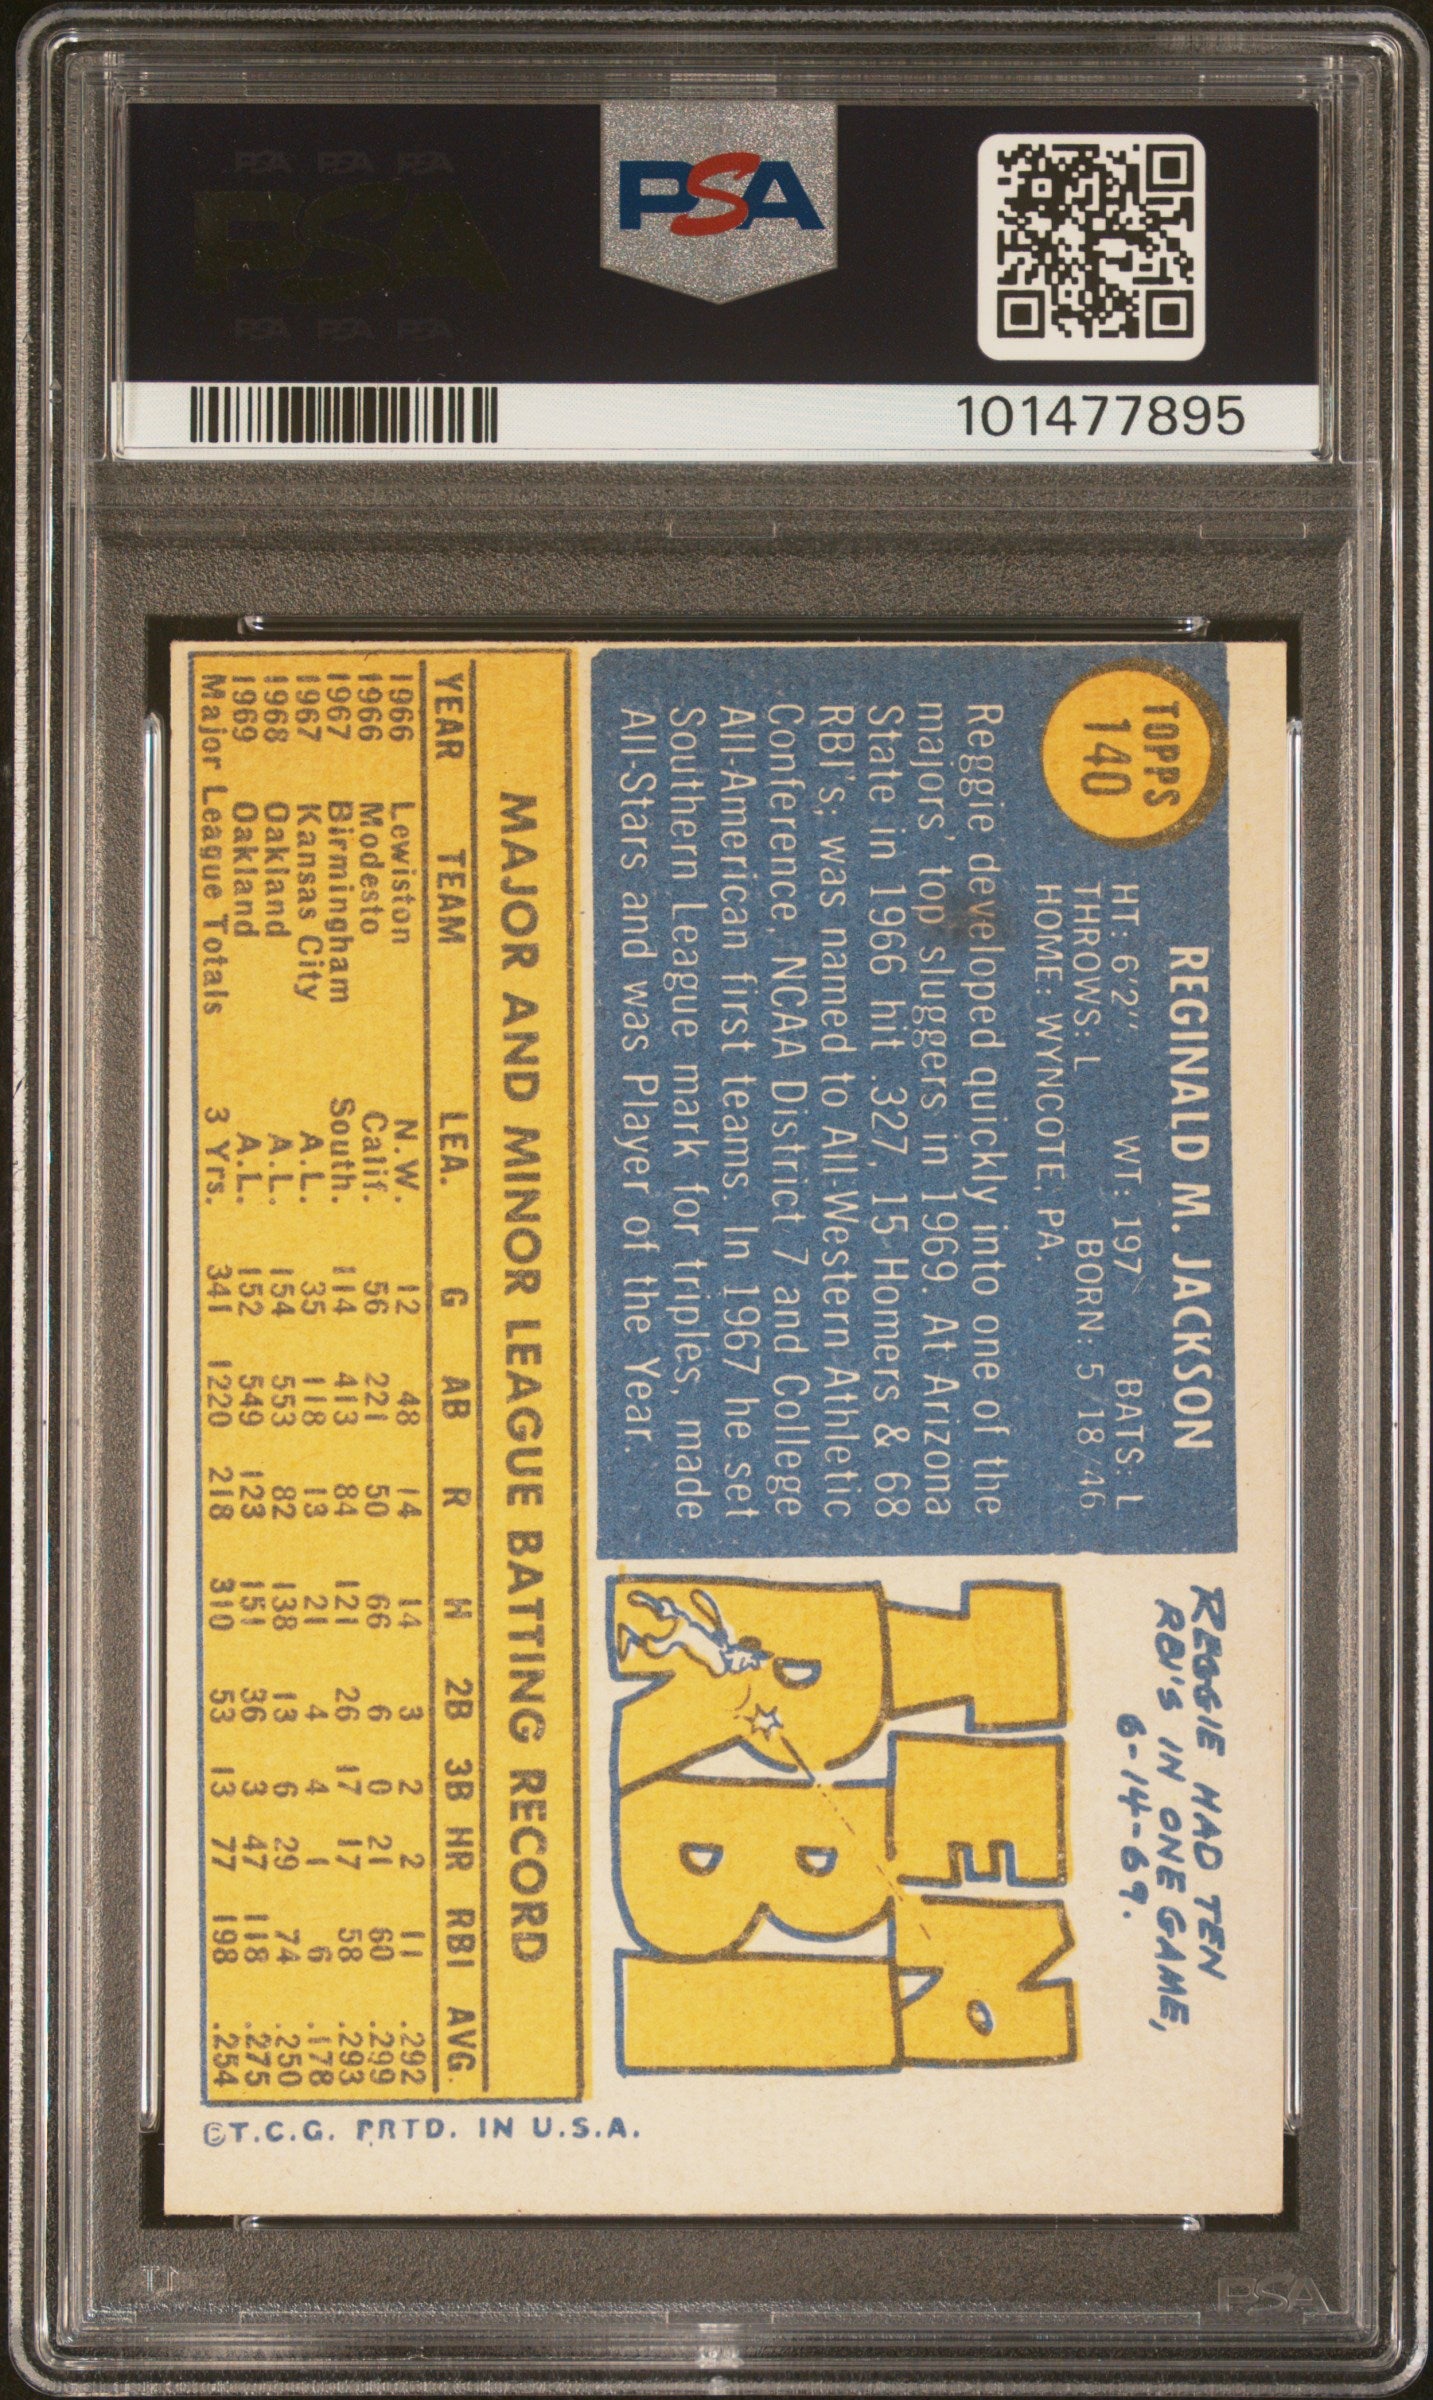 PSA PSA PSA
PSA
PSA PSA PSA
PSA
101477895
TOPPS
140
REGINALD M. JACKSON
HT: 6'2" WT: 197 BATS: L
THROWS: L BORN: 5/18/46
HOME: WYNCOTE, PA.
Reggie developed quickly into one of the
majors' top sluggers in 1969. At Arizona
State in 1966 hit .327, 15 Homers & 68
RBI's; was named to All-Western Athletic
Conference, NCAA District 7 and College
All-American first teams. In 1967 he set
Southern League mark for triples, made
All-Stars and was Player of the Year.
REGGIE HAD TEN
RBI'S IN ONE GAME,
6-14-69.
TEN
RBI
MAJOR AND MINOR LEAGUE BATTING RECORD
YEAR TEAM LEA. G AB R H 2B 3B HR RBI AVG.
1966 Lewiston N.W. 12 48 14 14 3 2 2 11 .292
1966 Modesto Calif. 56 221 50 66 6 0 21 60 .299
1967 Birmingham South. 114 413 84 121 26 17 17 58 .293
1967 Kansas City A.L. 35 118 13 21 4 4 1 6 .178
1968 Oakland A.L. 154 553 82 138 13 6 29 74 .250
1969 Oakland A.L. 152 549 123 151 36 3 47 118 .275
Major League Totals 3 Yrs. 341 1220 218 310 53 13 77 198 .254
©T.C.G. PRTD. IN U.S.A.
PSA